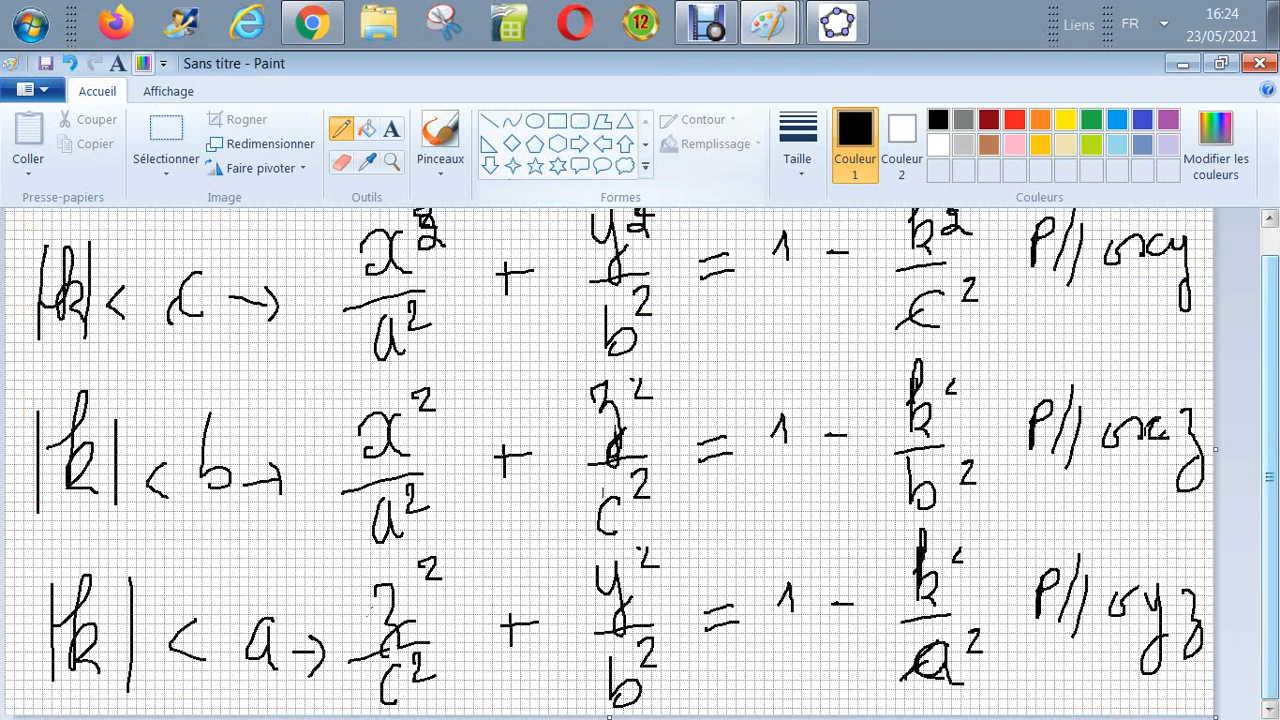 12 Liens FR 16:24
23/05/2021
Sans titre - Paint
Accueil Affichage
Coller Couper Copier Sélectionner Rogner Redimensionner Faire pivoter A Pinceaux Contour Remplissage Taille Couleur 1 Couleur 2 Modifier les couleurs
Presse-papiers Image Outils Formes Couleurs
|k| < c → x²/a² + y²/b² = 1 - k²/c² P // oxy
|k| < b → x²/a² + z²/c² = 1 - k²/b² P // oxz
|k| < a → z²/c² + y²/b² = 1 - k²/a² P // oyz